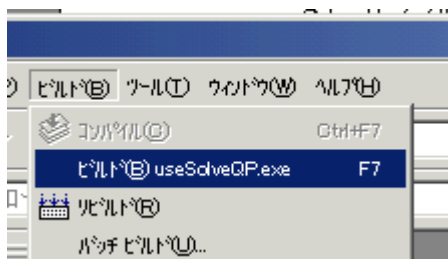 ﾋﾞﾙﾄﾞ(B) ﾂｰﾙ(T) ｳｨﾝﾄﾞｳ(W) ﾍﾙﾌﾟ(H)
ｺﾝﾊﾟｲﾙ(C) Ctrl+F7
ﾋﾞﾙﾄﾞ(B) useSolveQP.exe F7
ﾘﾋﾞﾙﾄﾞ(R)
ﾊﾞｯﾁ ﾋﾞﾙﾄﾞ(U)...